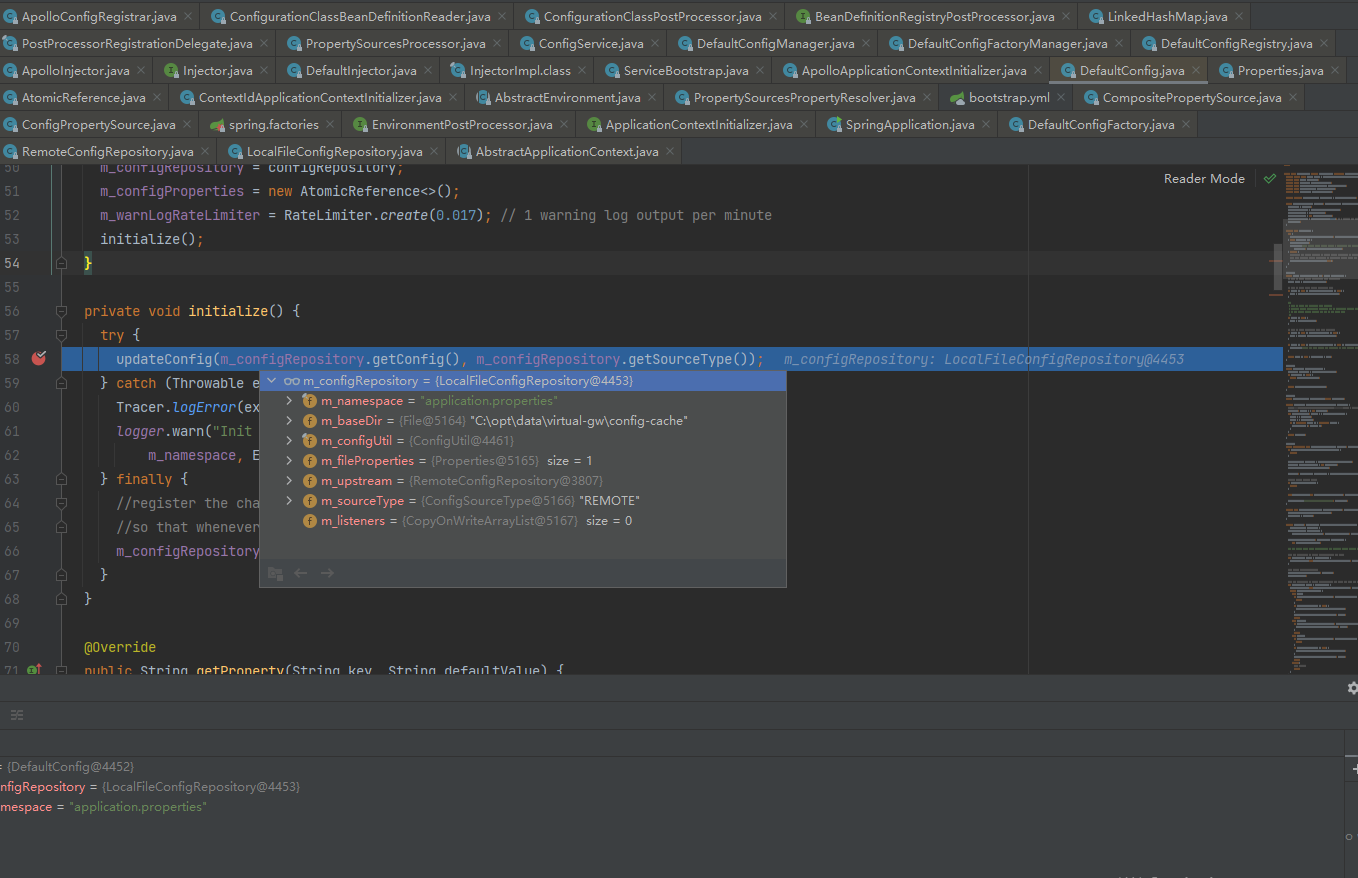 ApolloConfigRegistrar.java ConfigurationClassBeanDefinitionReader.java ConfigurationClassPostProcessor.java BeanDefinitionRegistryPostProcessor.java LinkedHashMap.java
PostProcessorRegistrationDelegate.java PropertySourcesProcessor.java ConfigService.java DefaultConfigManager.java DefaultConfigFactoryManager.java DefaultConfigRegistry.java
ApolloInjector.java Injector.java DefaultInjector.java InjectorImpl.class ServiceBootstrap.java ApolloApplicationContextInitializer.java DefaultConfig.java Properties.java
AtomicReference.java ContextIdApplicationContextInitializer.java AbstractEnvironment.java PropertySourcesPropertyResolver.java bootstrap.yml CompositePropertySource.java
ConfigPropertySource.java spring.factories EnvironmentPostProcessor.java ApplicationContextInitializer.java SpringApplication.java DefaultConfigFactory.java
RemoteConfigRepository.java LocalFileConfigRepository.java AbstractApplicationContext.java
50 m_configRepository = configRepository;
Reader Mode
51 m_configProperties = new AtomicReference<>();
52 m_warnLogRateLimiter = RateLimiter.create(0.017); // 1 warning log output per minute
53 initialize();
54 }
55
56 private void initialize() {
57 try {
58 updateConfig(m_configRepository.getConfig(), m_configRepository.getSourceType()); m_configRepository: LocalFileConfigRepository@4453
59 } catch (Throwable e
m_configRepository = {LocalFileConfigRepository@4453}
60 Tracer.logError(ex
m_namespace = "application.properties"
m_baseDir = {File@5164} "C:\opt\data\virtual-gw\config-cache"
61 logger.warn("Init
m_configUtil = {ConfigUtil@4461}
62 m_namespace, E
m_fileProperties = {Properties@5165} size = 1
63 } finally {
m_upstream = {RemoteConfigRepository@3807}
64 //register the cha
m_sourceType = {ConfigSourceType@5166} "REMOTE"
65 //so that whenever
m_listeners = {CopyOnWriteArrayList@5167} size = 0
66 m_configRepository
67 }
68 }
69
70 @Override
71 public String getProperty(String key, String defaultValue) {
= {DefaultConfig@4452}
nfigRepository = {LocalFileConfigRepository@4453}
mespace = "application.properties"